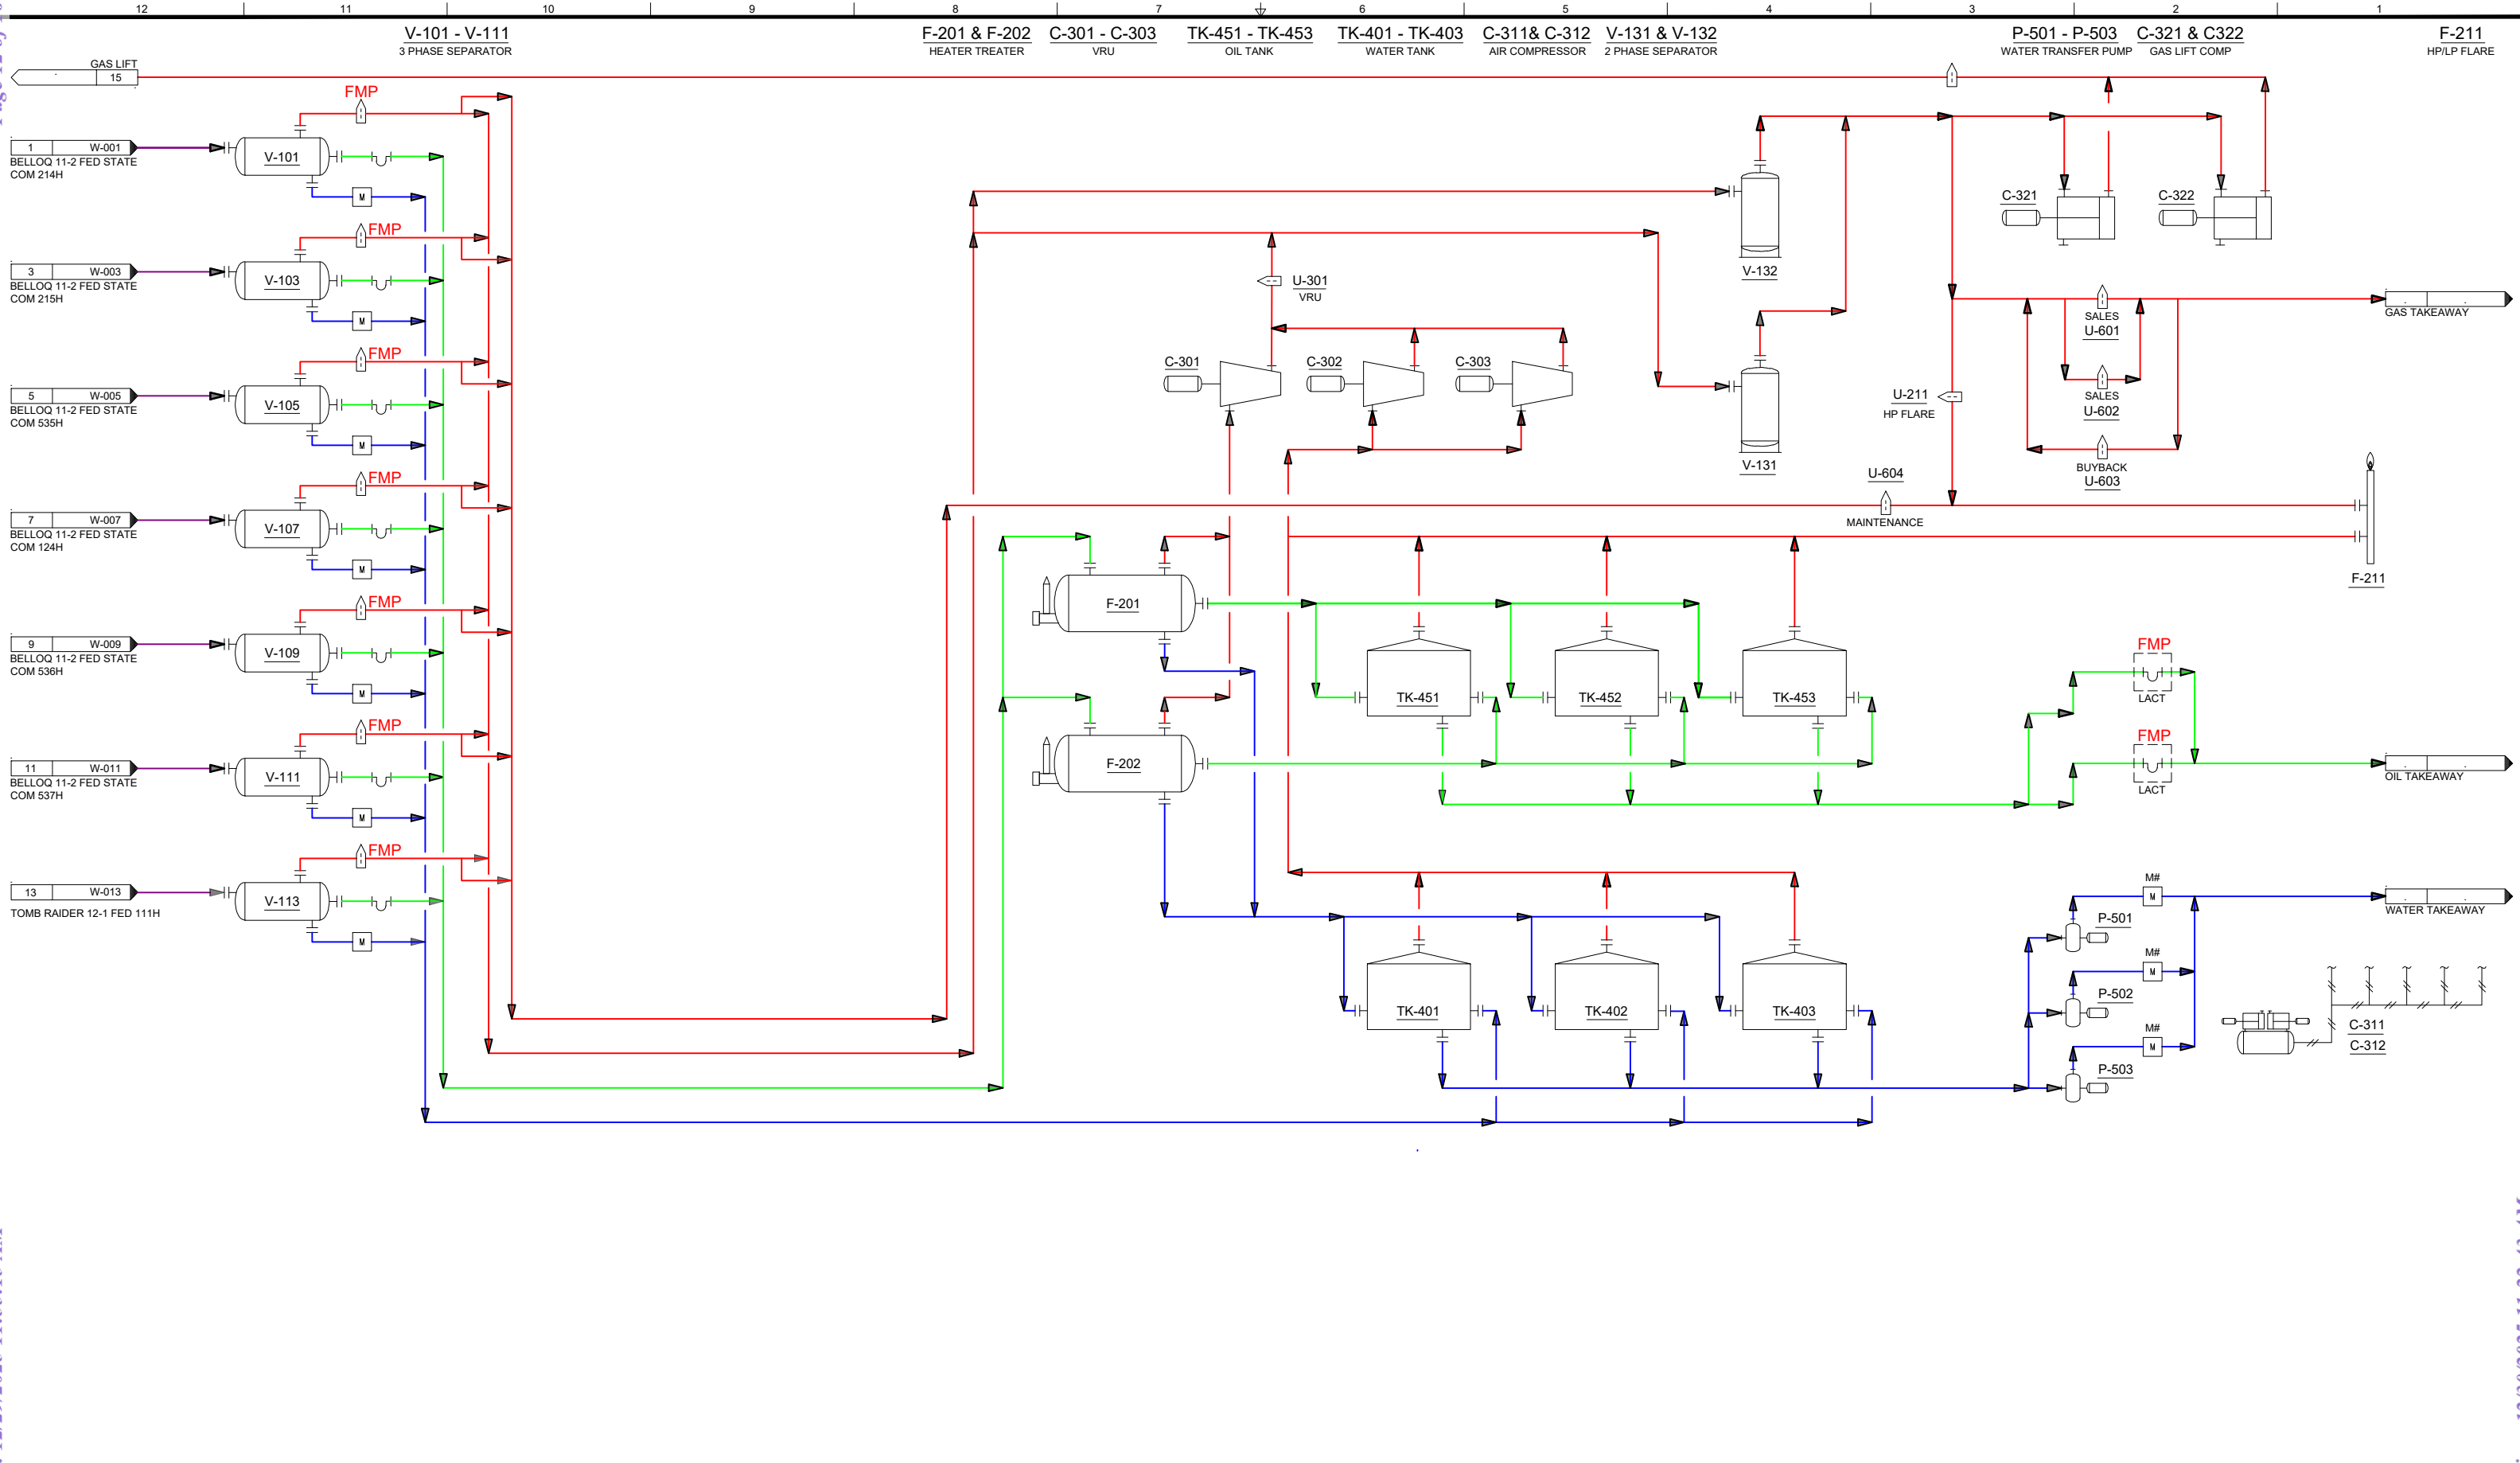 12 11 10 9 8 7 6 5 4 3 2 1
V-101 - V-111
3 PHASE SEPARATOR
F-201 & F-202
HEATER TREATER
C-301 - C-303
VRU
TK-451 - TK-453
OIL TANK
TK-401 - TK-403
WATER TANK
C-311& C-312
AIR COMPRESSOR
V-131 & V-132
2 PHASE SEPARATOR
P-501 - P-503
WATER TRANSFER PUMP
C-321 & C322
GAS LIFT COMP
F-211
HP/LP FLARE
GAS LIFT
15
FMP
1 W-001
BELLOQ 11-2 FED STATE
COM 214H
V-101
M
FMP
3 W-003
BELLOQ 11-2 FED STATE
COM 215H
V-103
M
FMP
5 W-005
BELLOQ 11-2 FED STATE
COM 535H
V-105
M
FMP
7 W-007
BELLOQ 11-2 FED STATE
COM 124H
V-107
M
FMP
9 W-009
BELLOQ 11-2 FED STATE
COM 536H
V-109
M
FMP
11 W-011
BELLOQ 11-2 FED STATE
COM 537H
V-111
M
FMP
13 W-013
TOMB RAIDER 12-1 FED 111H
V-113
M
C-321
C-322
V-132
U-301
VRU
C-301
C-302
C-303
V-131
SALES
U-601
SALES
U-602
BUYBACK
U-603
GAS TAKEAWAY
U-211
HP FLARE
U-604
MAINTENANCE
F-211
F-201
F-202
TK-451
TK-452
TK-453
FMP
LACT
FMP
LACT
OIL TAKEAWAY
TK-401
TK-402
TK-403
M#
M
P-501
M#
M
P-502
M#
M
P-503
WATER TAKEAWAY
C-311
C-312